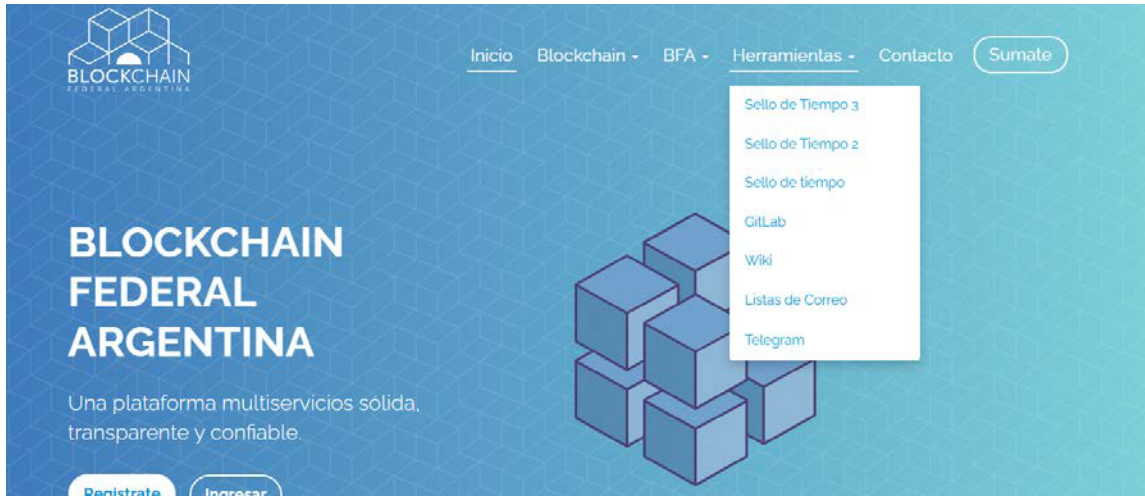 BLOCKCHAIN
FEDERAL ARGENTINA
Inicio Blockchain - BFA - Herramientas - Contacto Sumate
Sello de Tiempo 3
Sello de Tiempo 2
Sello de tiempo
GitLab
Wiki
Listas de Correo
Telegram
BLOCKCHAIN
FEDERAL
ARGENTINA
Una plataforma multiservicios sólida,
transparente y confiable.
Registrate Ingresar